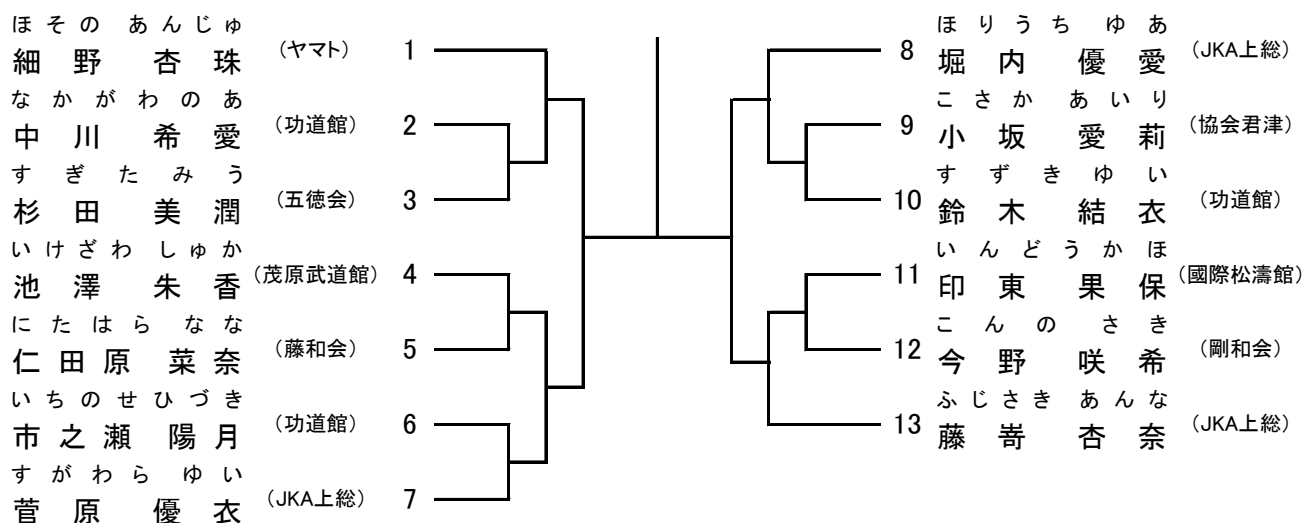 ほその あんじゅ
細野 杏珠 (ヤマト) 1
なかがわ のあ
中川 希愛 (功道館) 2
すぎた みう
杉田 美潤 (五徳会) 3
いけざわ しゅか
池澤 朱香 (茂原武道館) 4
にたはら なな
仁田原 菜奈 (藤和会) 5
いちのせ ひづき
市之瀬 陽月 (功道館) 6
すがわら ゆい
菅原 優衣 (JKA上総) 7
ほりうち ゆあ
8 堀内 優愛 (JKA上総)
こさか あいり
9 小坂 愛莉 (協会君津)
すずき ゆい
10 鈴木 結衣 (功道館)
いんどう かほ
11 印東 果保 (國際松濤館)
こんの さき
12 今野 咲希 (剛和会)
ふじさき あんな
13 藤嵜 杏奈 (JKA上総)